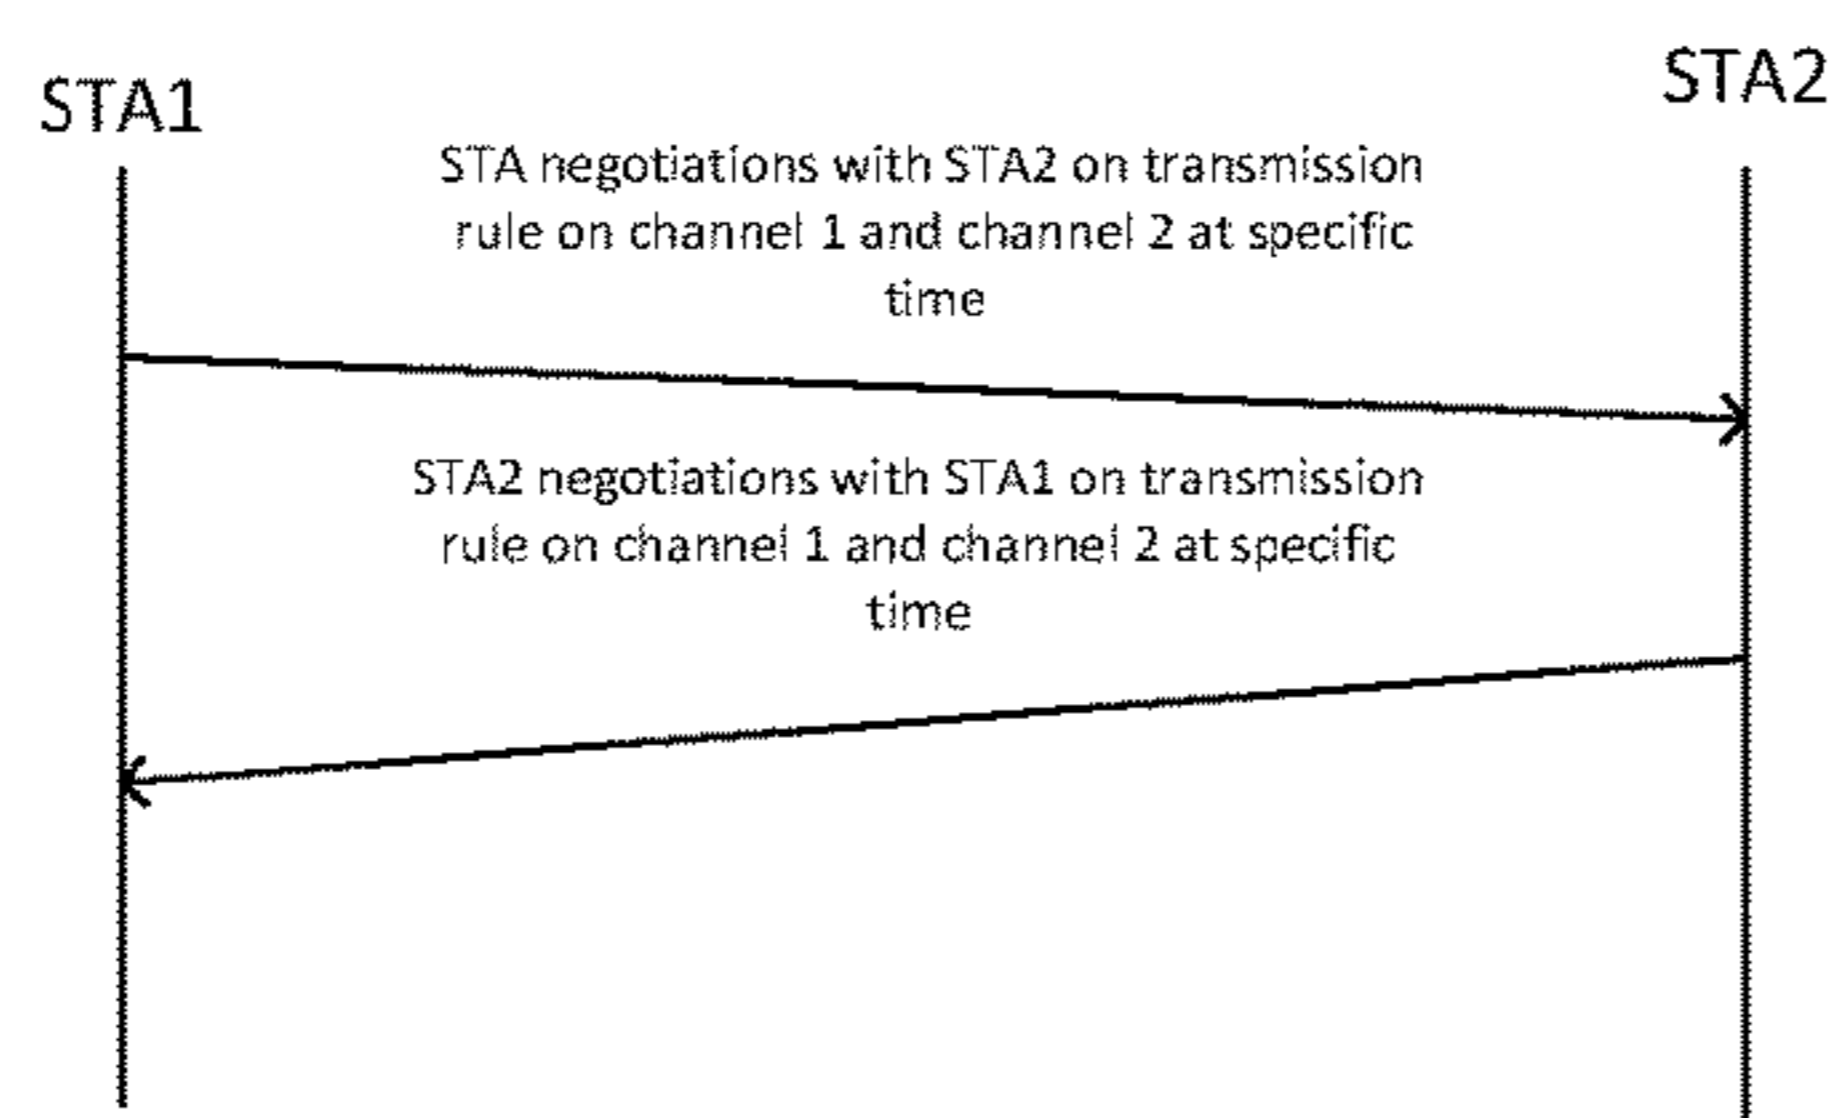 STA1
STA2
STA negotiations with STA2 on transmission
rule on channel 1 and channel 2 at specific
time
STA2 negotiations with STA1 on transmission
rule on channel 1 and channel 2 at specific
time